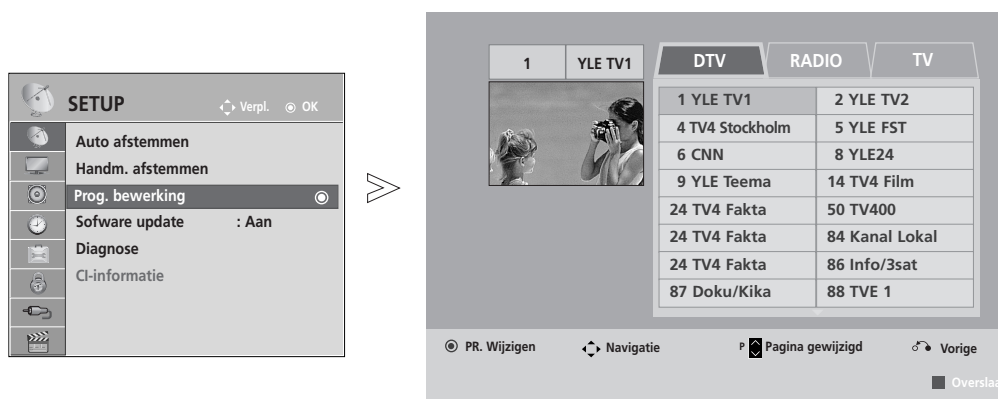 SETUP
Verpl. OK
Auto afstemmen
Handm. afstemmen
Prog. bewerking
Sofware update : Aan
Diagnose
CI-informatie
1 YLE TV1
DTV RADIO TV
1 YLE TV1 2 YLE TV2
4 TV4 Stockholm 5 YLE FST
6 CNN 8 YLE24
9 YLE Teema 14 TV4 Film
24 TV4 Fakta 50 TV400
24 TV4 Fakta 84 Kanal Lokal
24 TV4 Fakta 86 Info/3sat
87 Doku/Kika 88 TVE 1
PR. Wijzigen Navigatie P Pagina gewijzigd Vorige